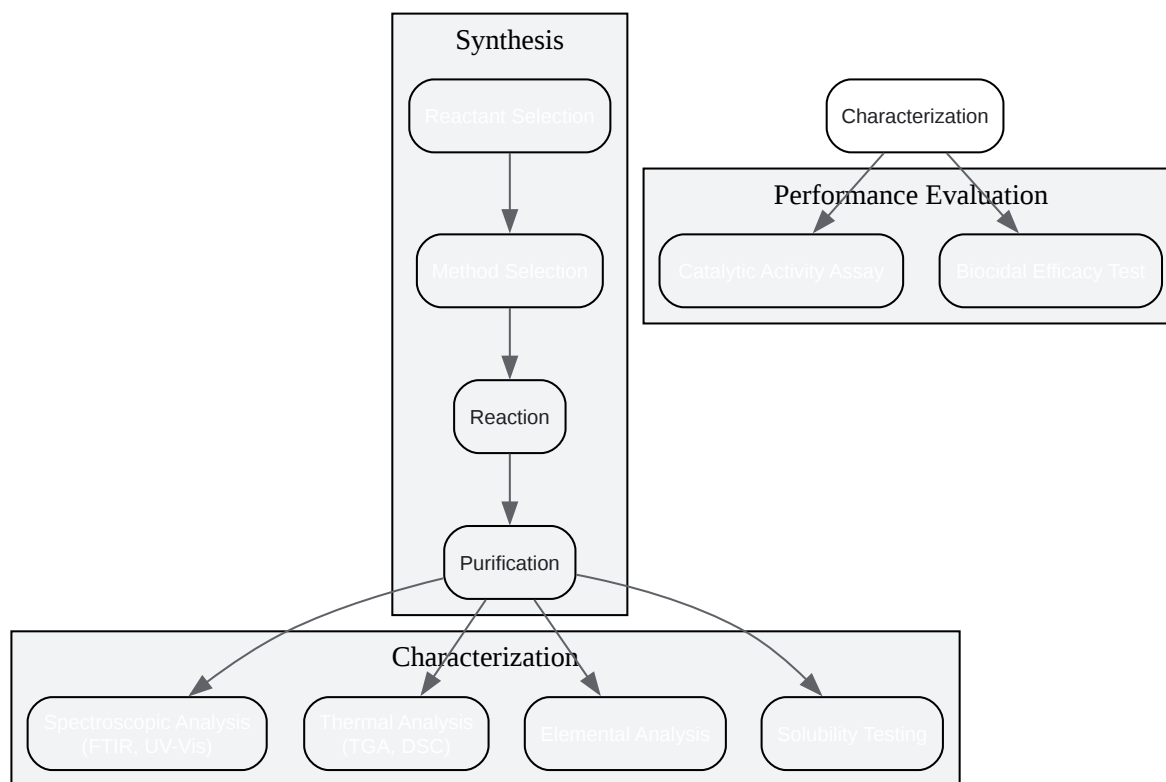 Synthesis
Reactant Selection
Characterization
Performance Evaluation
Method Selection
Catalytic Activity Assay
Biocidal Efficacy Test
Reaction
Purification
Characterization
Spectroscopic Analysis
(FTIR, UV-Vis)
Thermal Analysis
(TGA, DSC)
Elemental Analysis
Solubility Testing